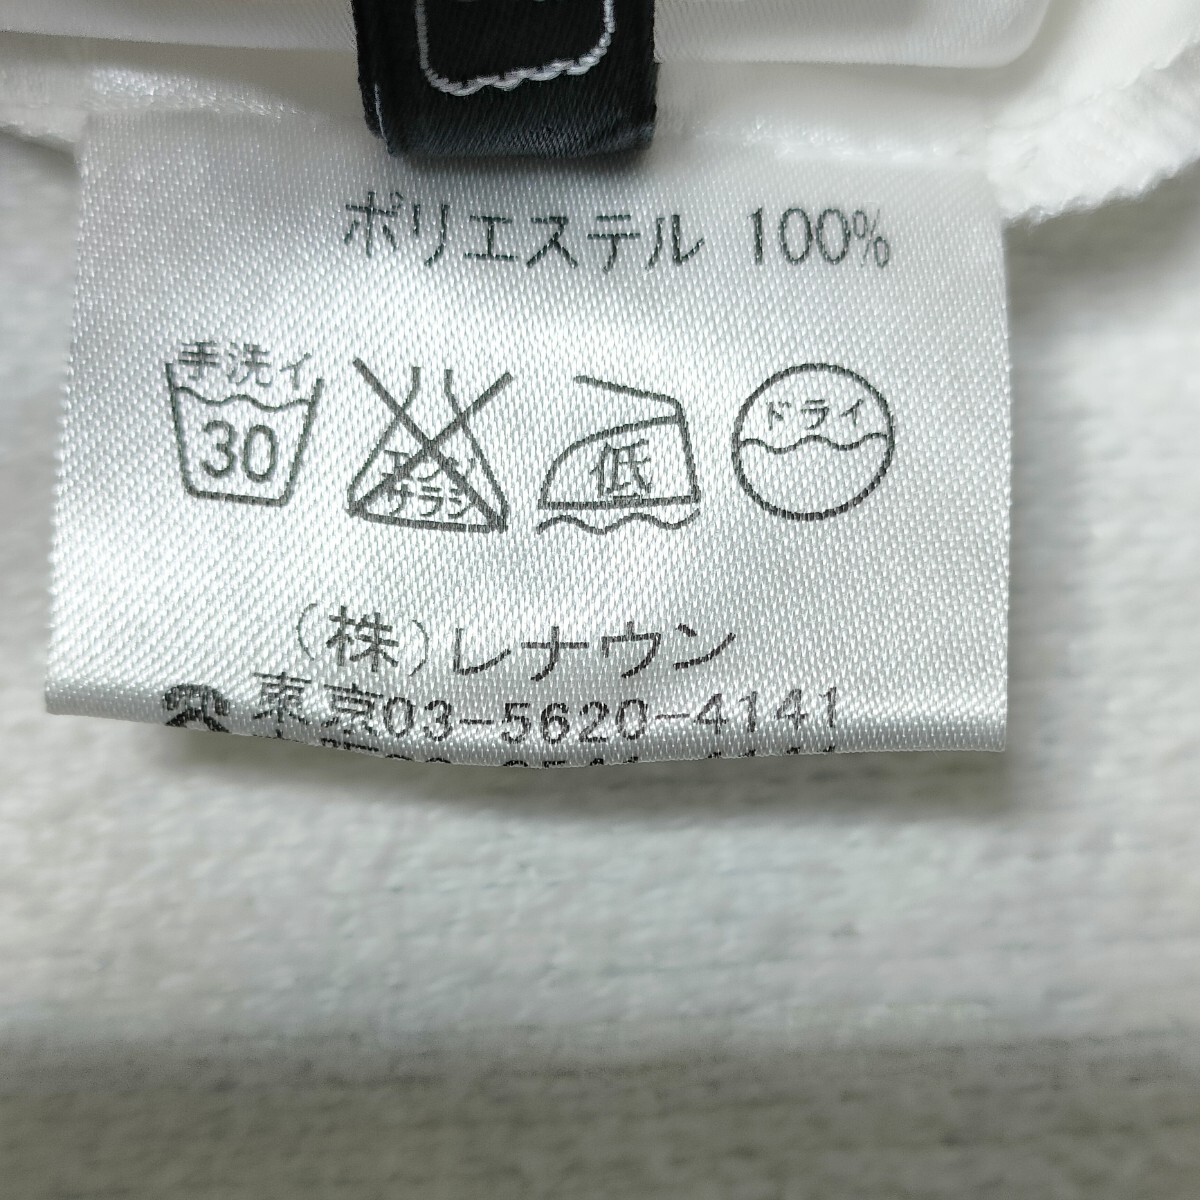 ポリエステル 100%
手洗イ
30
エンソ
サラシ
低
ドライ
(株)レナウン
東京03-5620-4141